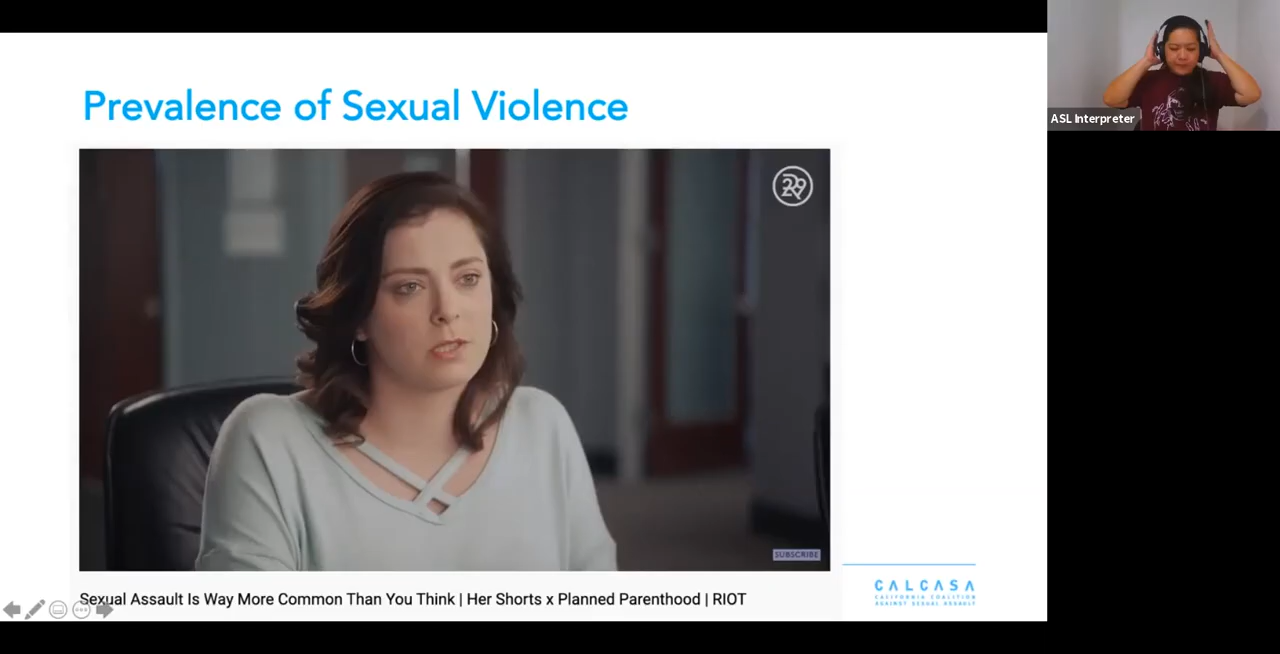 Prevalence of Sexual Violence
R29
SUBSCRIBE
Sexual Assault Is Way More Common Than You Think | Her Shorts x Planned Parenthood | RIOT
CALCASA
CALIFORNIA COALITION
AGAINST SEXUAL ASSAULT
ASL Interpreter